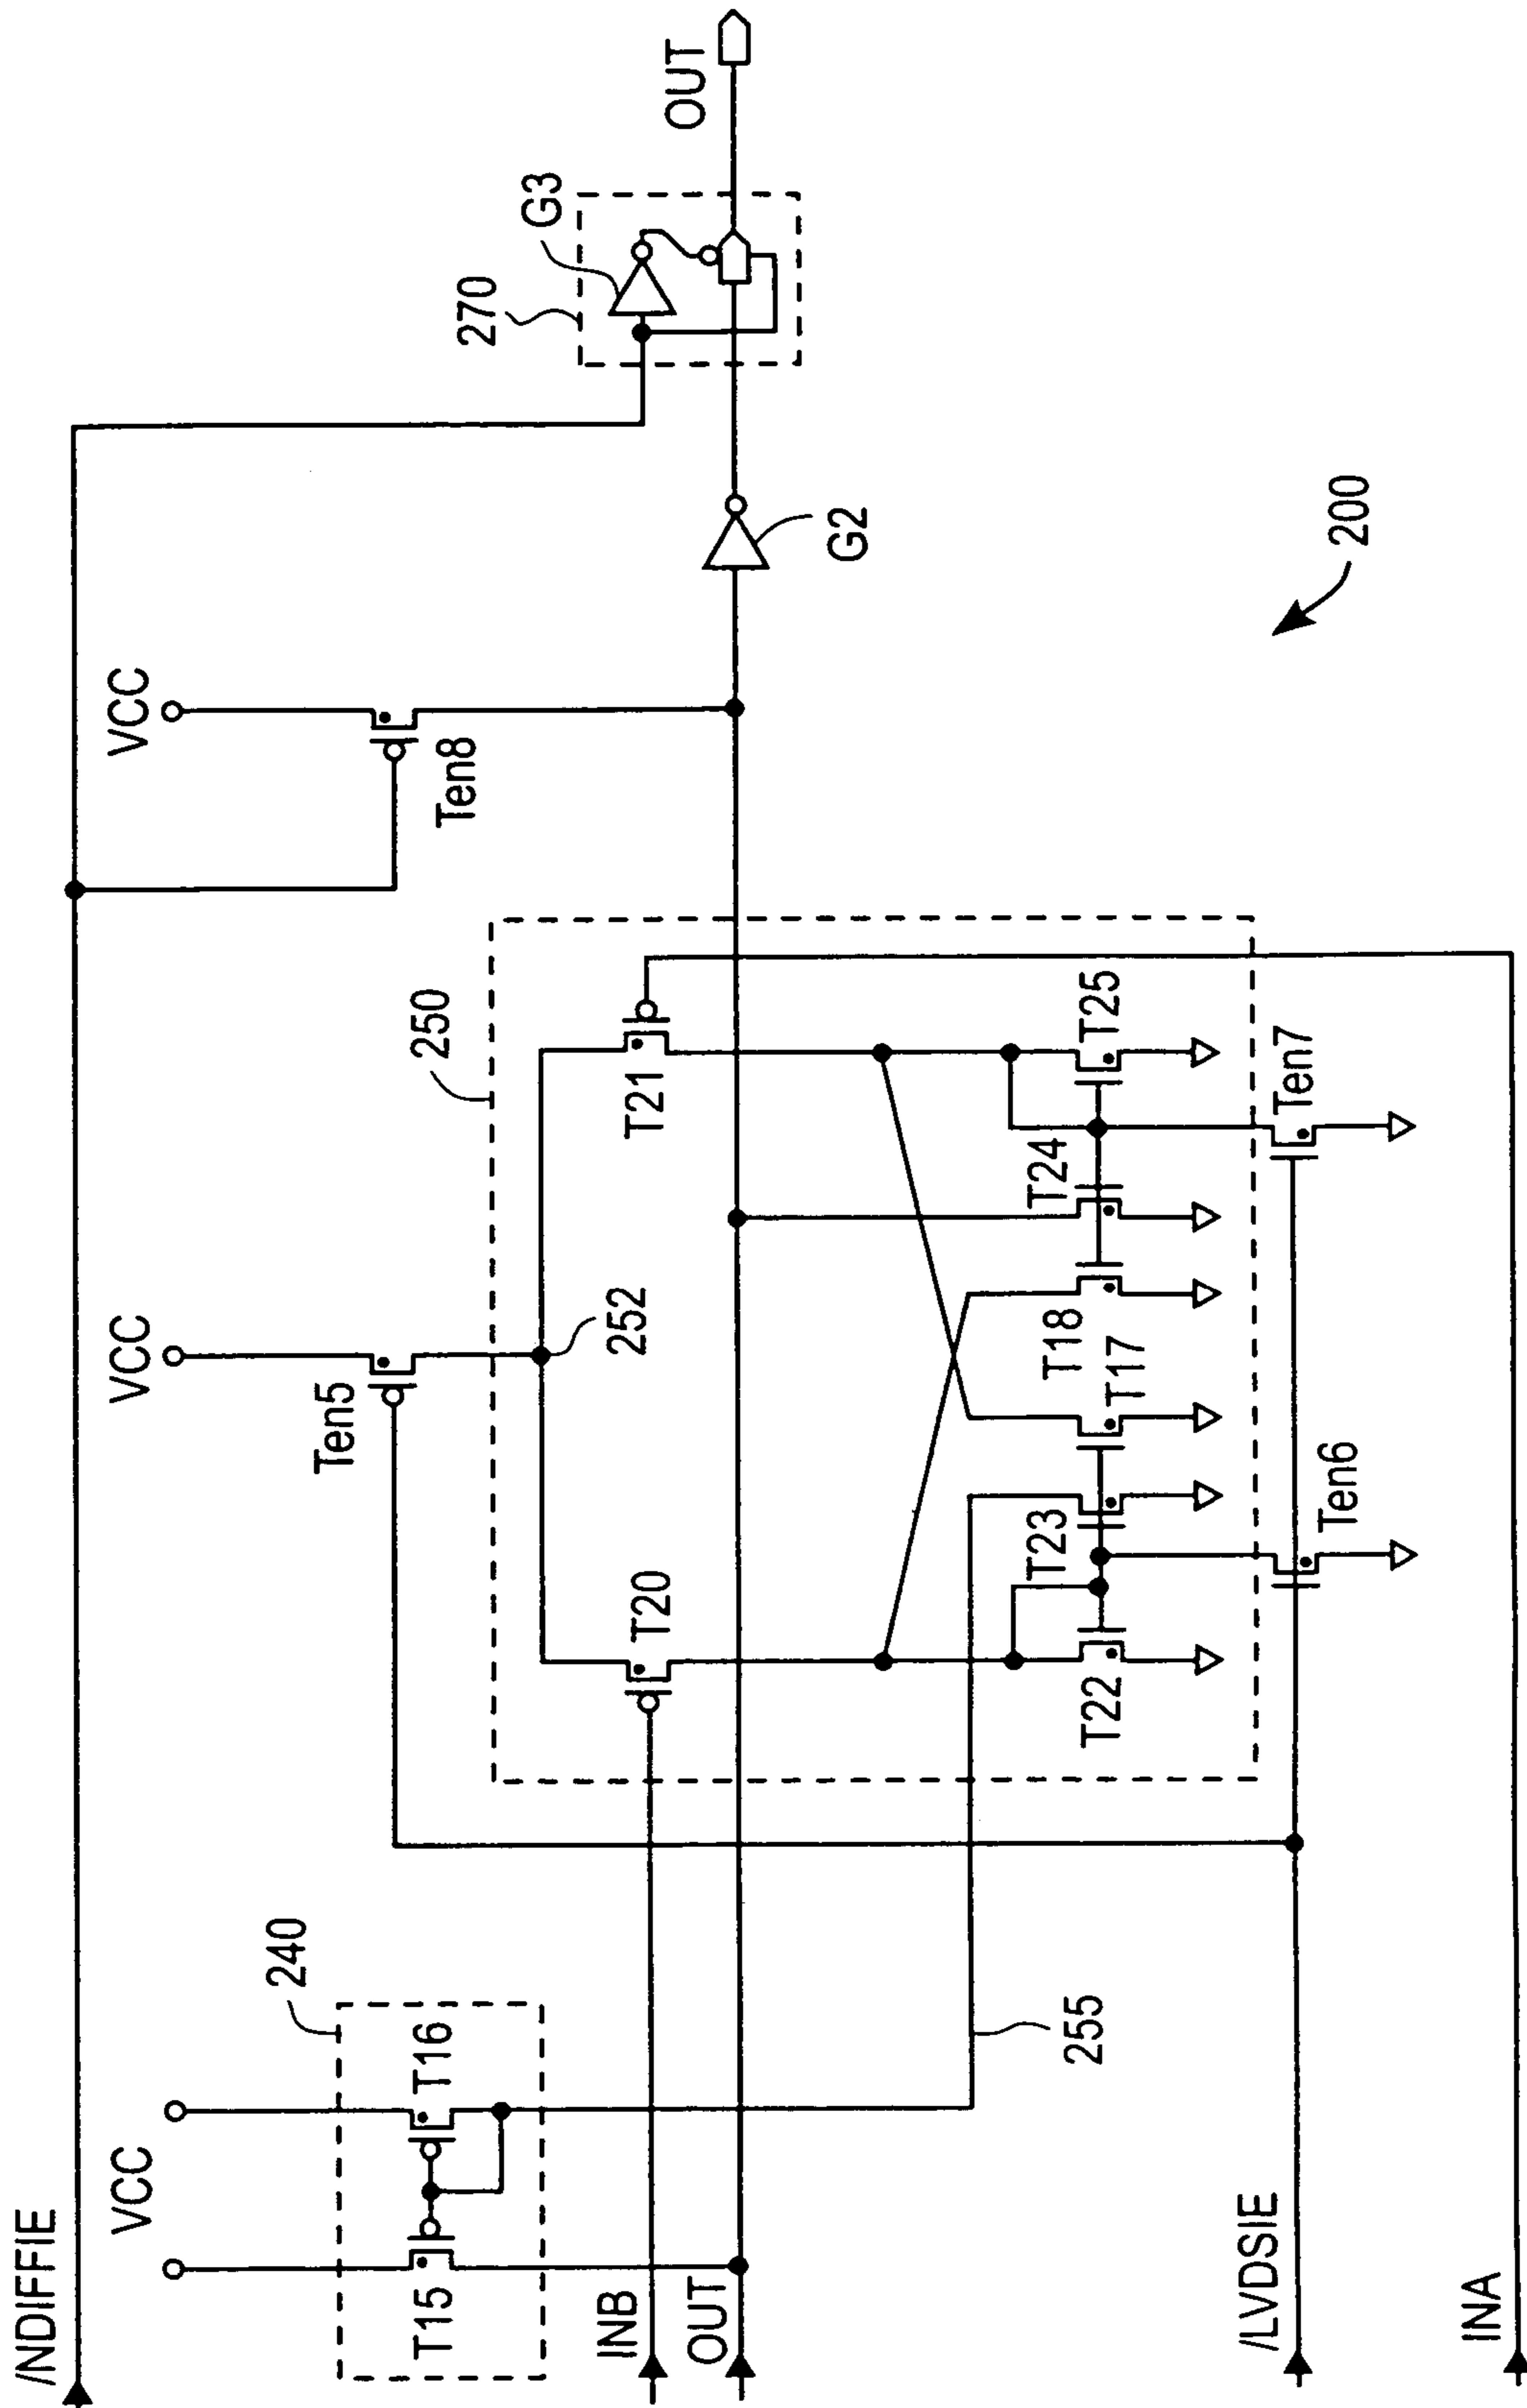 /NDIFFIE
VCC
VCC
VCC
240
T15
T16
Ten5
Ten8
250
252
T20
T21
INB
OUT
255
T22
T23
T17
T18
T24
T25
Ten6
Ten7
/LVDSIE
INA
G2
270
G3
OUT
200